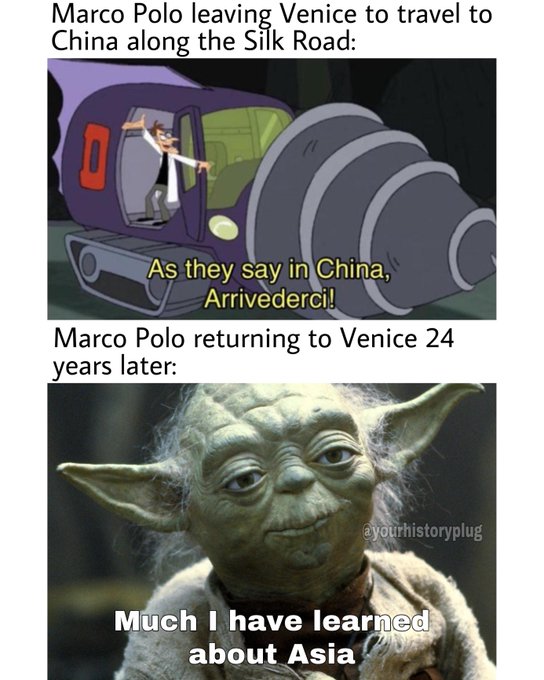 Marco Polo leaving Venice to travel to
China along the Silk Road:
D
As they say in China,
Arrivederci!
Marco Polo returning to Venice 24
years later:
@yourhistoryplug
Much I have learned
about Asia